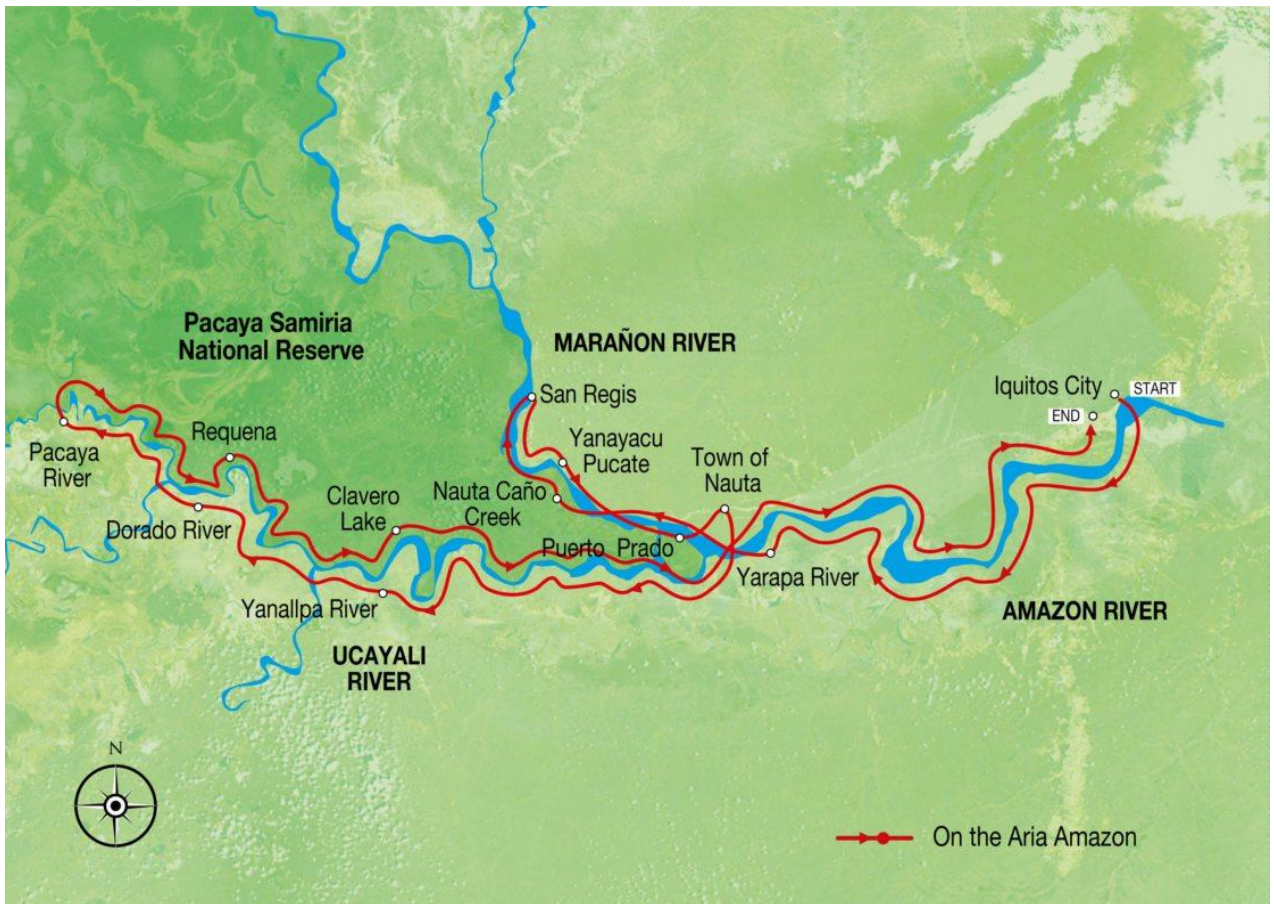 Pacaya Samiria
National Reserve
MARAÑON RIVER
San Regis
Iquitos City
START
END
Requena
Pacaya
River
Yanayacu
Pucate
Town of
Nauta
Clavero
Lake
Nauta Caño
Creek
Dorado River
Puerto Prado
Yarapa River
Yanallpa River
AMAZON RIVER
UCAYALI
RIVER
N
On the Aria Amazon